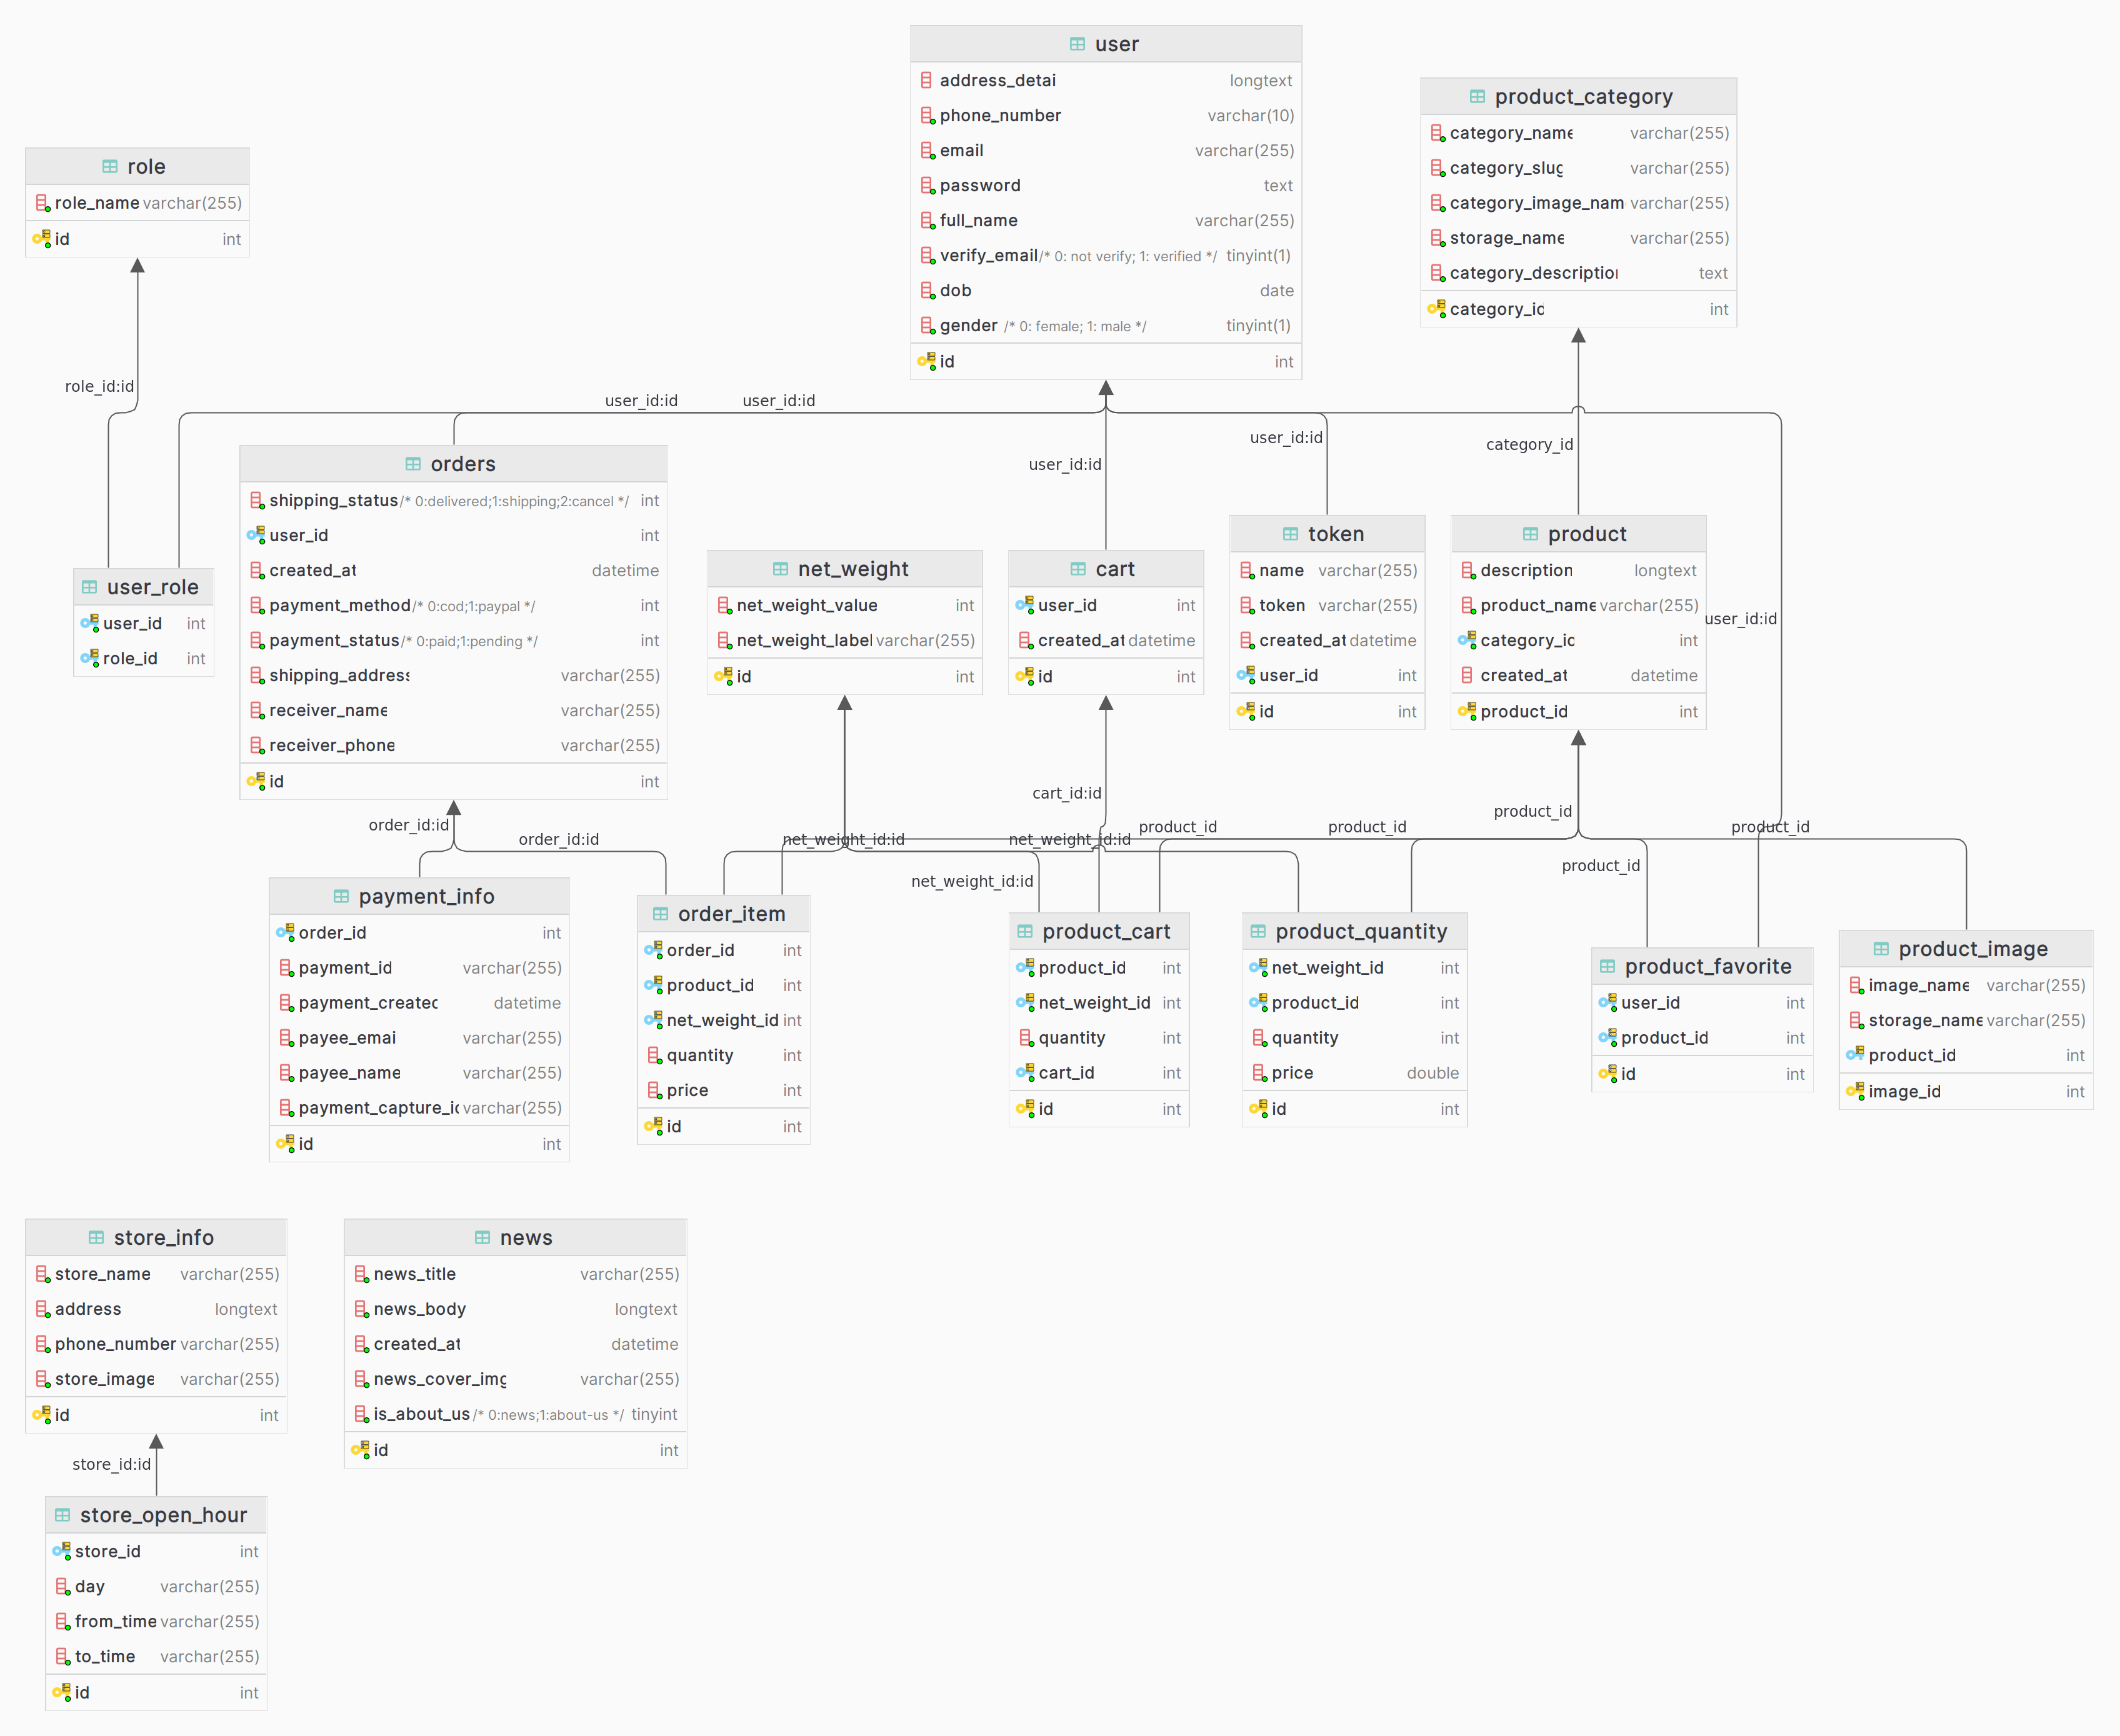 user
address_detai longtext
phone_number varchar(10)
email varchar(255)
password text
full_name varchar(255)
verify_email /* 0: not verify; 1: verified */ tinyint(1)
dob date
gender /* 0: female; 1: male */ tinyint(1)
id int
product_category
category_name varchar(255)
category_slug varchar(255)
category_image_nam varchar(255)
storage_name varchar(255)
category_description text
category_id int
role
role_name varchar(255)
id int
role_id:id
user_id:id
user_id:id
user_id:id
user_id:id
category_id
user_id:id
orders
shipping_status /* 0:delivered;1:shipping;2:cancel */ int
user_id int
created_at datetime
payment_method /* 0:cod;1:paypal */ int
payment_status /* 0:paid;1:pending */ int
shipping_address varchar(255)
receiver_name varchar(255)
receiver_phone varchar(255)
id int
user_role
user_id int
role_id int
net_weight
net_weight_value int
net_weight_label varchar(255)
id int
cart
user_id int
created_at datetime
id int
token
name varchar(255)
token varchar(255)
created_at datetime
user_id int
id int
product
description longtext
product_name varchar(255)
category_id int
created_at datetime
product_id int
order_id:id
order_id:id
net_weight_id:id
cart_id:id
net_weight_id:id
net_weight_id:id
product_id
product_id
product_id
product_id
product_id
payment_info
order_id int
payment_id varchar(255)
payment_created datetime
payee_emai varchar(255)
payee_name varchar(255)
payment_capture_id varchar(255)
id int
order_item
order_id int
product_id int
net_weight_id int
quantity int
price int
id int
product_cart
product_id int
net_weight_id int
quantity int
cart_id int
id int
product_quantity
net_weight_id int
product_id int
quantity int
price double
id int
product_favorite
user_id int
product_id int
id int
product_image
image_name varchar(255)
storage_name varchar(255)
product_id int
image_id int
store_info
store_name varchar(255)
address longtext
phone_number varchar(255)
store_image varchar(255)
id int
store_id:id
news
news_title varchar(255)
news_body longtext
created_at datetime
news_cover_img varchar(255)
is_about_us /* 0:news;1:about-us */ tinyint
id int
store_open_hour
store_id int
day varchar(255)
from_time varchar(255)
to_time varchar(255)
id int